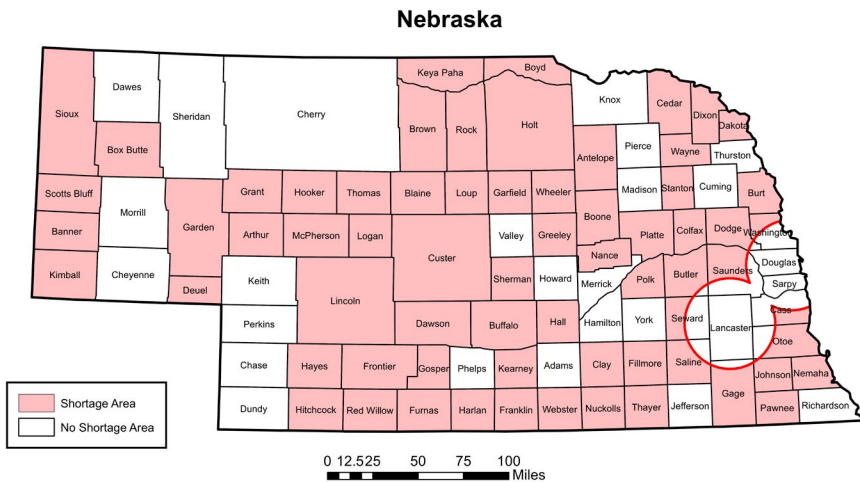 Nebraska
Keya Paha
Boyd
Dawes
Sheridan
Cherry
Knox
Cedar
Dixon
Dakota
Sioux
Box Butte
Brown
Rock
Holt
Antelope
Pierce
Wayne
Thurston
Scotts Bluff
Morrill
Garden
Grant
Hooker
Thomas
Blaine
Loup
Garfield
Wheeler
Madison
Stanton
Cuming
Burt
Banner
Arthur
McPherson
Logan
Custer
Valley
Greeley
Boone
Platte
Colfax
Dodge
Washington
Kimball
Cheyenne
Deuel
Keith
Lincoln
Sherman
Howard
Nance
Merrick
Polk
Butler
Saunders
Douglas
Sarpy
Perkins
Dawson
Buffalo
Hall
Hamilton
York
Seward
Lancaster
Cass
Otoe
Chase
Hayes
Frontier
Gosper
Phelps
Kearney
Adams
Clay
Fillmore
Saline
Gage
Johnson
Nemaha
Dundy
Hitchcock
Red Willow
Furnas
Harlan
Franklin
Webster
Nuckolls
Thayer
Jefferson
Pawnee
Richardson
Shortage Area
No Shortage Area
0 12.525 50 75 100
Miles